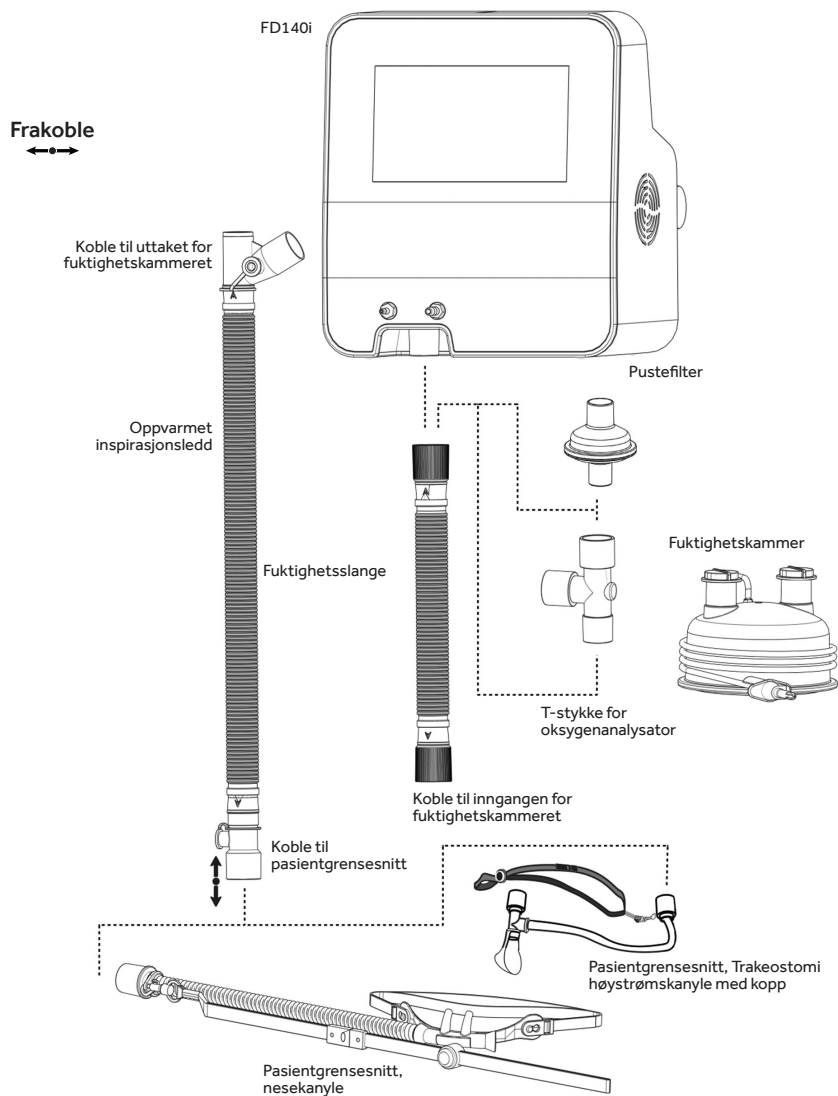 FD140i
Frakoble
Koble til uttaket for
fuktighetskammeret
Pustefilter
Oppvarmet
inspirasjonsledd
Fuktighetsslange
Fuktighetskammer
T-stykke for
oksygenanalysator
Koble til inngangen for
fuktighetskammeret
Koble til
pasientgrensesnitt
Pasientgrensesnitt, Trakeostomi
høystrømskanyle med kopp
Pasientgrensesnitt,
nesekanyle